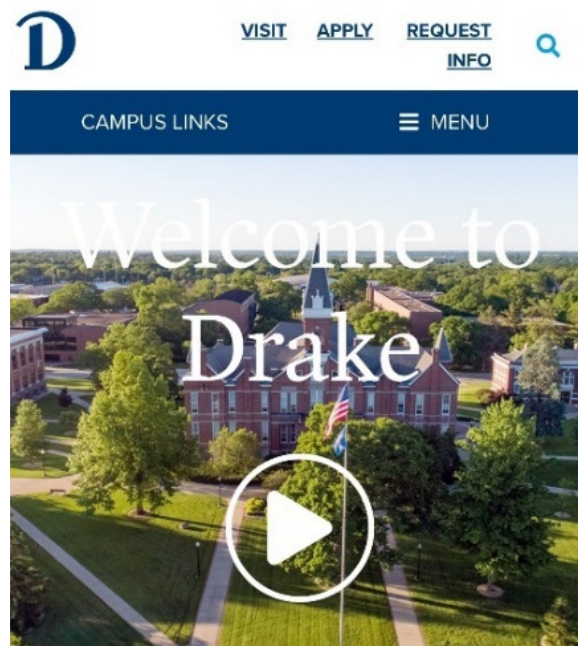 D
VISIT APPLY REQUEST
INFO
CAMPUS LINKS MENU
Welcome to
Drake